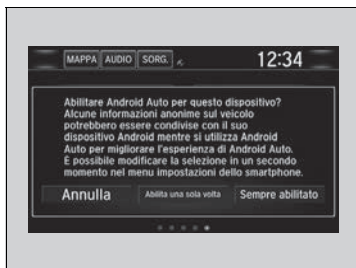 MAPPA AUDIO SORG. 12:34
Abilitare Android Auto per questo dispositivo?
Alcune informazioni anonime sul veicolo
potrebbero essere condivise con il suo
dispositivo Android mentre si utilizza Android
Auto per migliorare l'esperienza di Android Auto.
È possibile modificare la selezione in un secondo
momento nel menu impostazioni dello smartphone.
Annulla Abilita una sola volta Sempre abilitato